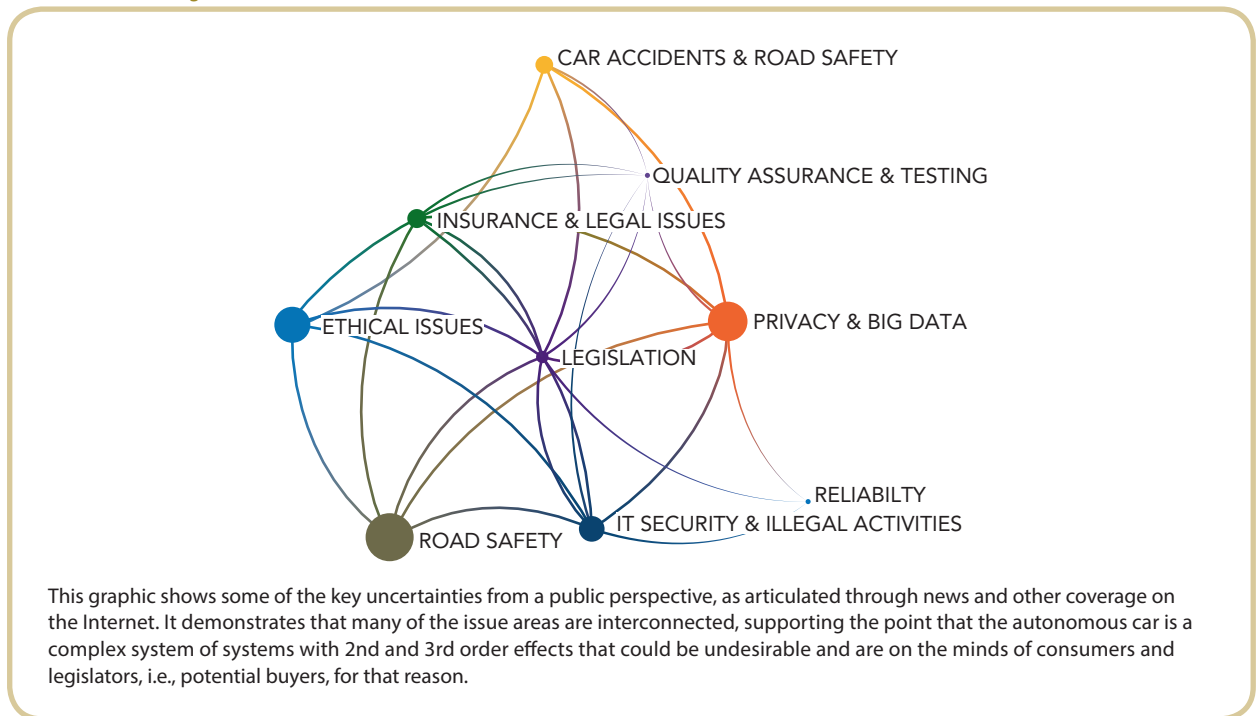 CAR ACCIDENTS & ROAD SAFETY
QUALITY ASSURANCE & TESTING
INSURANCE & LEGAL ISSUES
ETHICAL ISSUES
PRIVACY & BIG DATA
LEGISLATION
RELIABILTY
IT SECURITY & ILLEGAL ACTIVITIES
ROAD SAFETY
This graphic shows some of the key uncertainties from a public perspective, as articulated through news and other coverage on
the Internet. It demonstrates that many of the issue areas are interconnected, supporting the point that the autonomous car is a
complex system of systems with 2nd and 3rd order effects that could be undesirable and are on the minds of consumers and
legislators, i.e., potential buyers, for that reason.